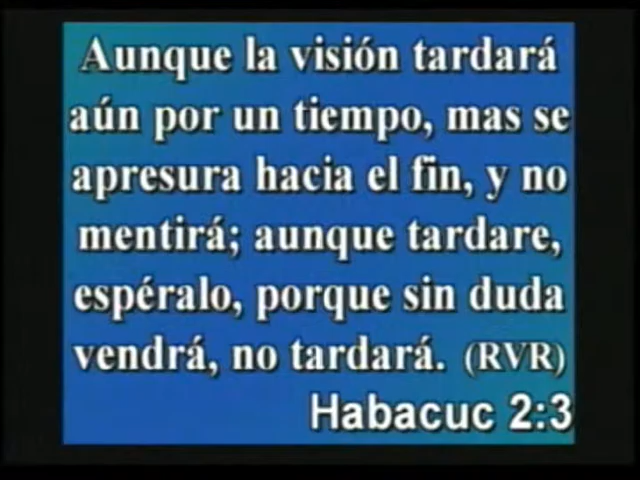 Aunque la visión tardará
aún por un tiempo, mas se
apresura hacia el fin, y no
mentirá; aunque tardare,
espéralo, porque sin duda
vendrá, no tardará. (RVR)
Habacuc 2:3